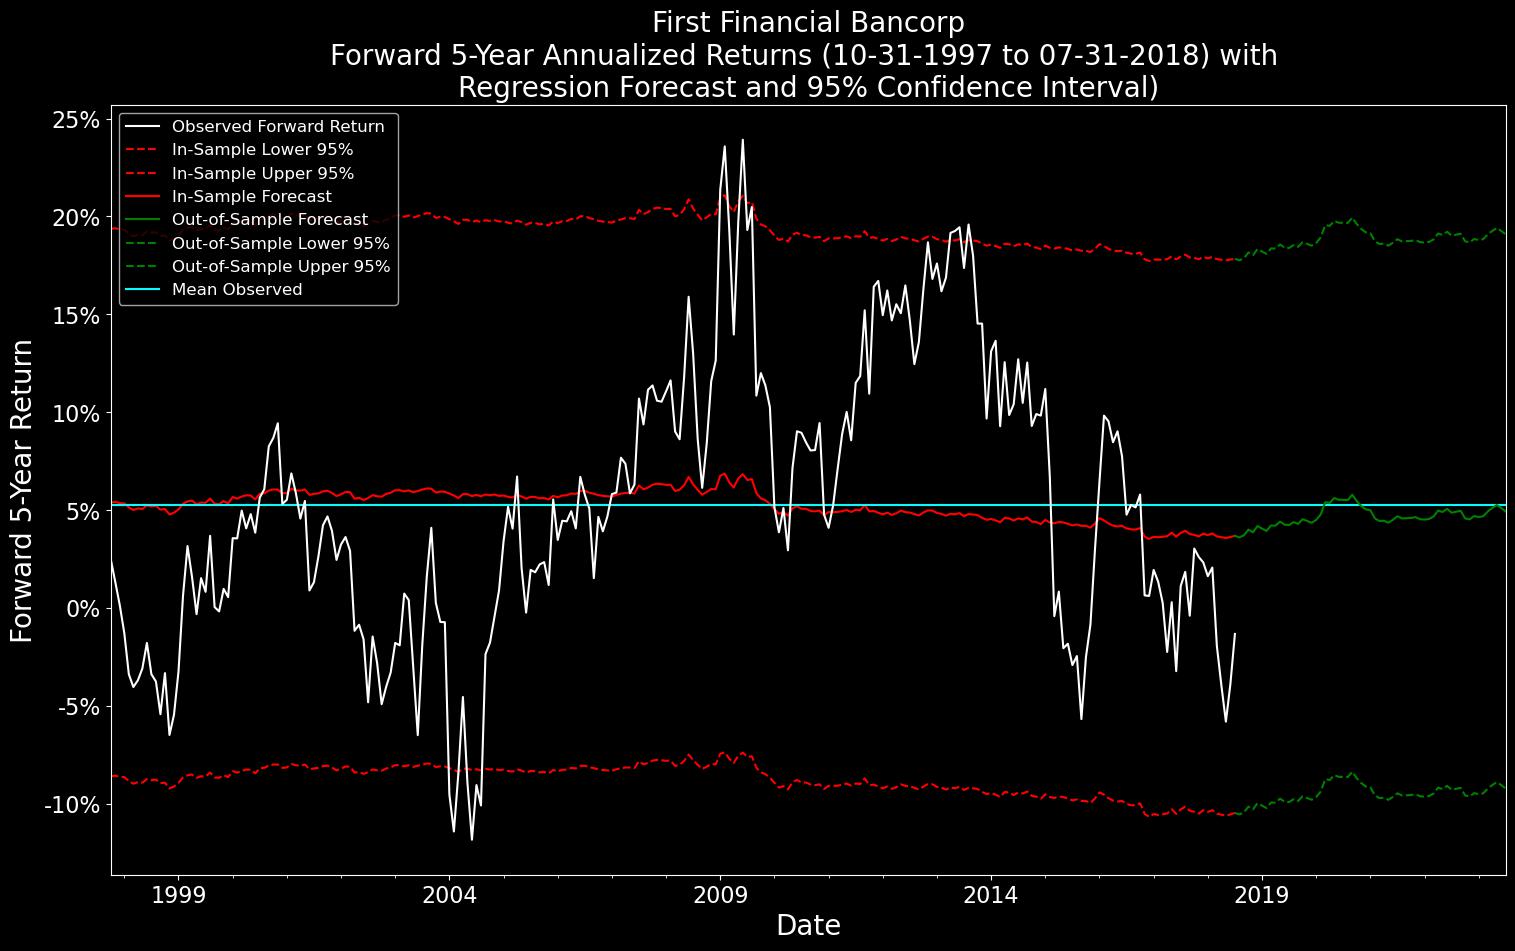 First Financial Bancorp
Forward 5-Year Annualized Returns (10-31-1997 to 07-31-2018) with
Regression Forecast and 95% Confidence Interval)
Forward 5-Year Return
25%
20%
15%
10%
5%
0%
-5%
-10%
Observed Forward Return
In-Sample Lower 95%
In-Sample Upper 95%
In-Sample Forecast
Out-of-Sample Forecast
Out-of-Sample Lower 95%
Out-of-Sample Upper 95%
Mean Observed
1999
2004
2009
2014
2019
Date